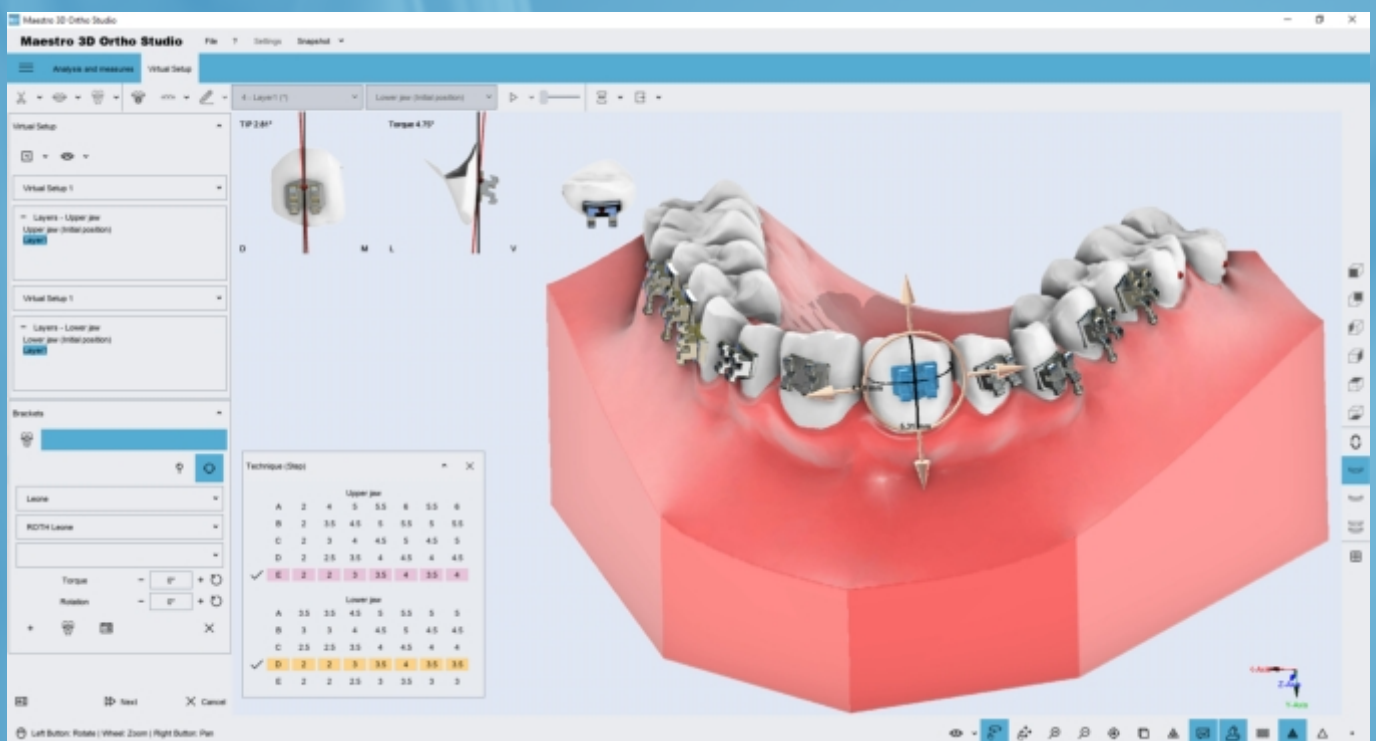 Maestro 3D Ortho Studio
Maestro 3D Ortho Studio File ? Settings Snapshot
Analysis and measures Virtual Setup
4 - Layer1 (*) Lower jaw (Initial position)
Virtual Setup
Virtual Setup 1
Layers - Upper jaw
Upper jaw (Initial position)
Layer1
Virtual Setup 1
Layers - Lower jaw
Lower jaw (Initial position)
Layer1
Brackets
Leone
ROTH Leone
Torque - 0° +
Rotation - 0° +
Next Cancel
TIP 2.61° Torque 4.75°
D M L V
Technique (Step)
Upper jaw
A 2 4 5 5.5 6 5.5 6
B 2 3.5 4.5 5 5.5 5 5.5
C 2 3 4 4.5 5 4.5 5
D 2 2.5 3.5 4 4.5 4 4.5
E 2 2 3 3.5 4 3.5 4
Lower jaw
A 3.5 3.5 4.5 5 5.5 5 5
B 3 3 4 4.5 5 4.5 4.5
C 2.5 2.5 3.5 4 4.5 4 4
D 2 2 3 3.5 4 3.5 3.5
E 2 2 2.5 3 3.5 3 3
X-Axis
Z-Axis
Y-Axis
Left Button: Rotate | Wheel: Zoom | Right Button: Pan